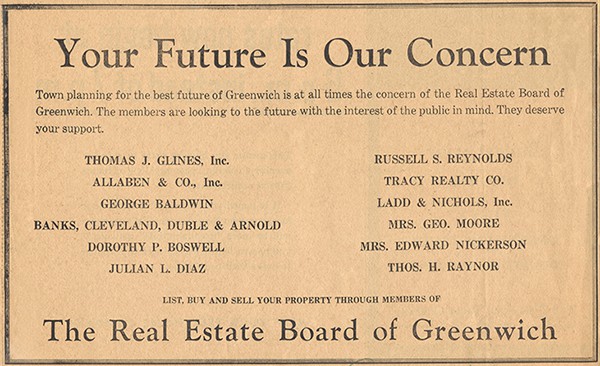 Your Future Is Our Concern
Town planning for the best future of Greenwich is at all times the concern of the Real Estate Board of
Greenwich. The members are looking to the future with the interest of the public in mind. They deserve
your support.
THOMAS J. GLINES, Inc.
ALLABEN & CO., Inc.
GEORGE BALDWIN
BANKS, CLEVELAND, DUBLE & ARNOLD
DOROTHY P. BOSWELL
JULIAN L. DIAZ
RUSSELL S. REYNOLDS
TRACY REALTY CO.
LADD & NICHOLS, Inc.
MRS. GEO. MOORE
MRS. EDWARD NICKERSON
THOS. H. RAYNOR
LIST, BUY AND SELL YOUR PROPERTY THROUGH MEMBERS OF
The Real Estate Board of Greenwich